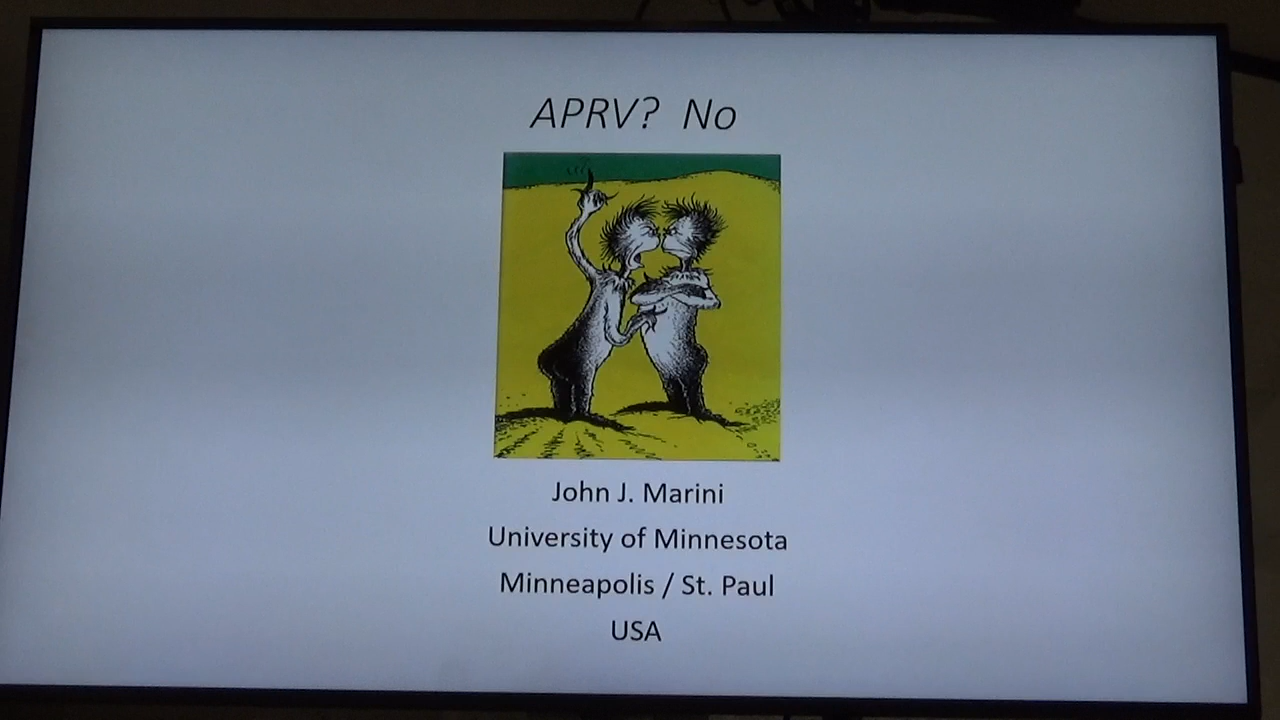 APRV? No
John J. Marini
University of Minnesota
Minneapolis / St. Paul
USA